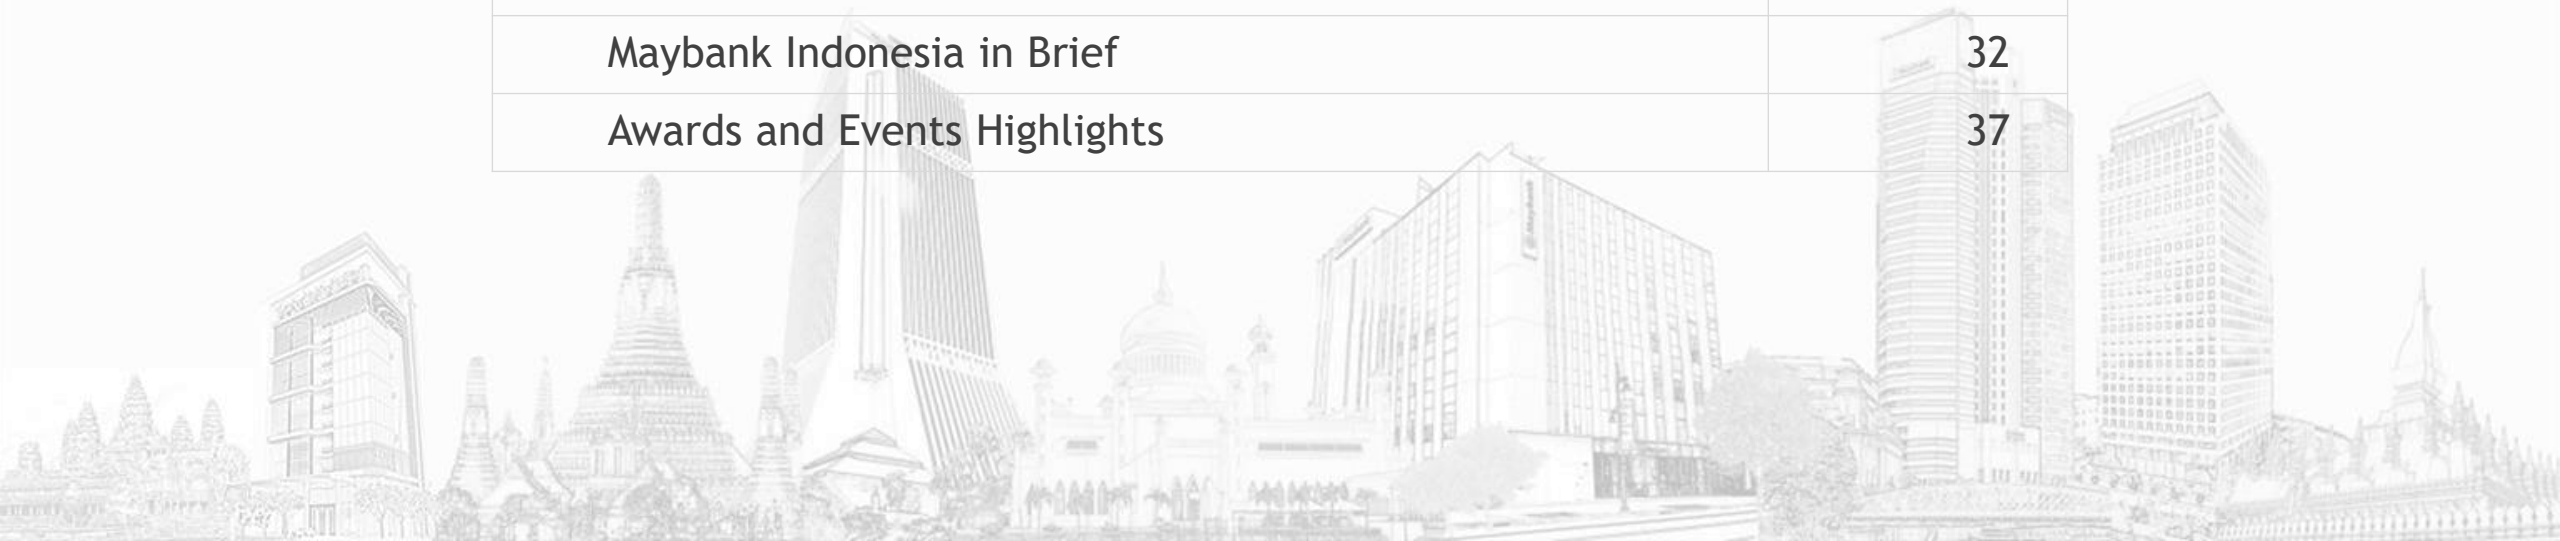 Maybank Indonesia in Brief 32
Awards and Events Highlights 37